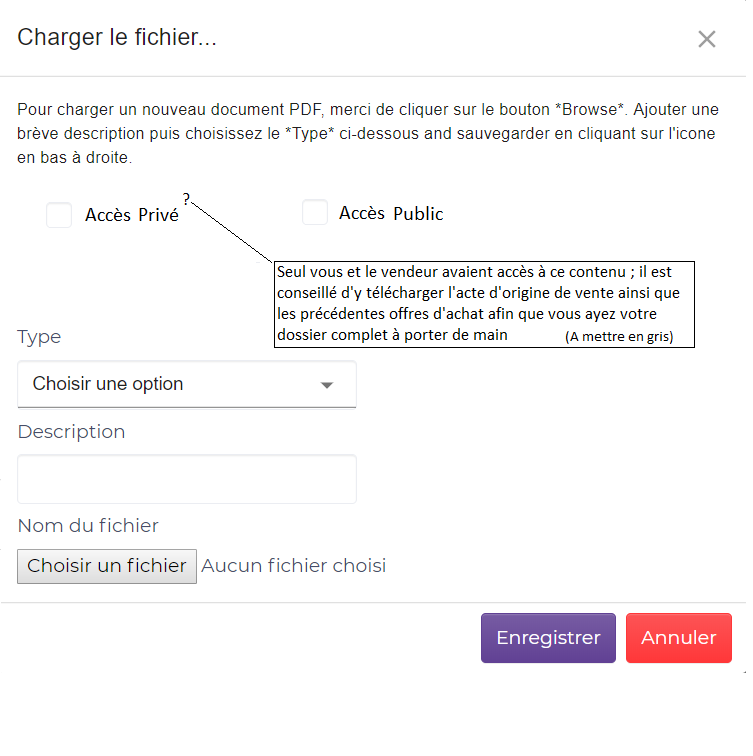 Charger le fichier...
Pour charger un nouveau document PDF, merci de cliquer sur le bouton *Browse*. Ajouter une
brève description puis choisissez le *Type* ci-dessous and sauvegarder en cliquant sur l'icone
en bas à droite.
Accès Privé ?
Accès Public
Seul vous et le vendeur avaient accès à ce contenu ; il est
conseillé d'y télécharger l'acte d'origine de vente ainsi que
les précédentes offres d'achat afin que vous ayez votre
dossier complet à porter de main (A mettre en gris)
Type
Choisir une option
Description
Nom du fichier
Choisir un fichier Aucun fichier choisi
Enregistrer
Annuler